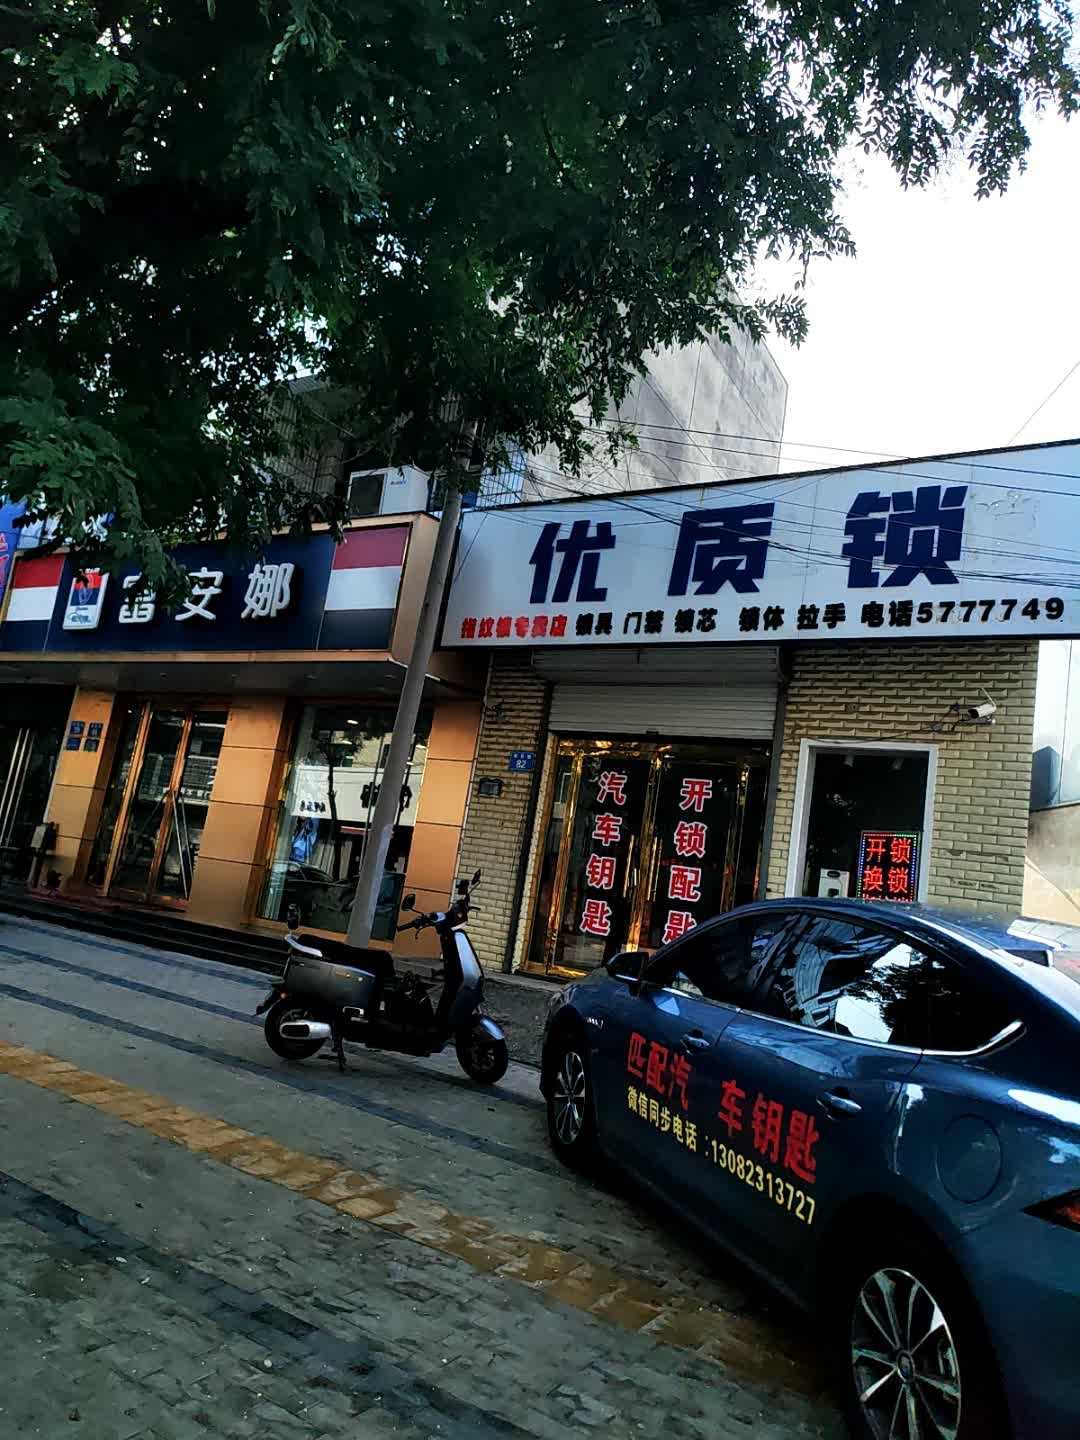 富安娜
优质锁
指纹锁专卖店 锁具 门禁 锁芯 锁体 拉手 电话5777749
82
汽车钥匙
开锁配匙
开锁
换锁
匹配汽 车钥匙
微信同步电话:13082313727